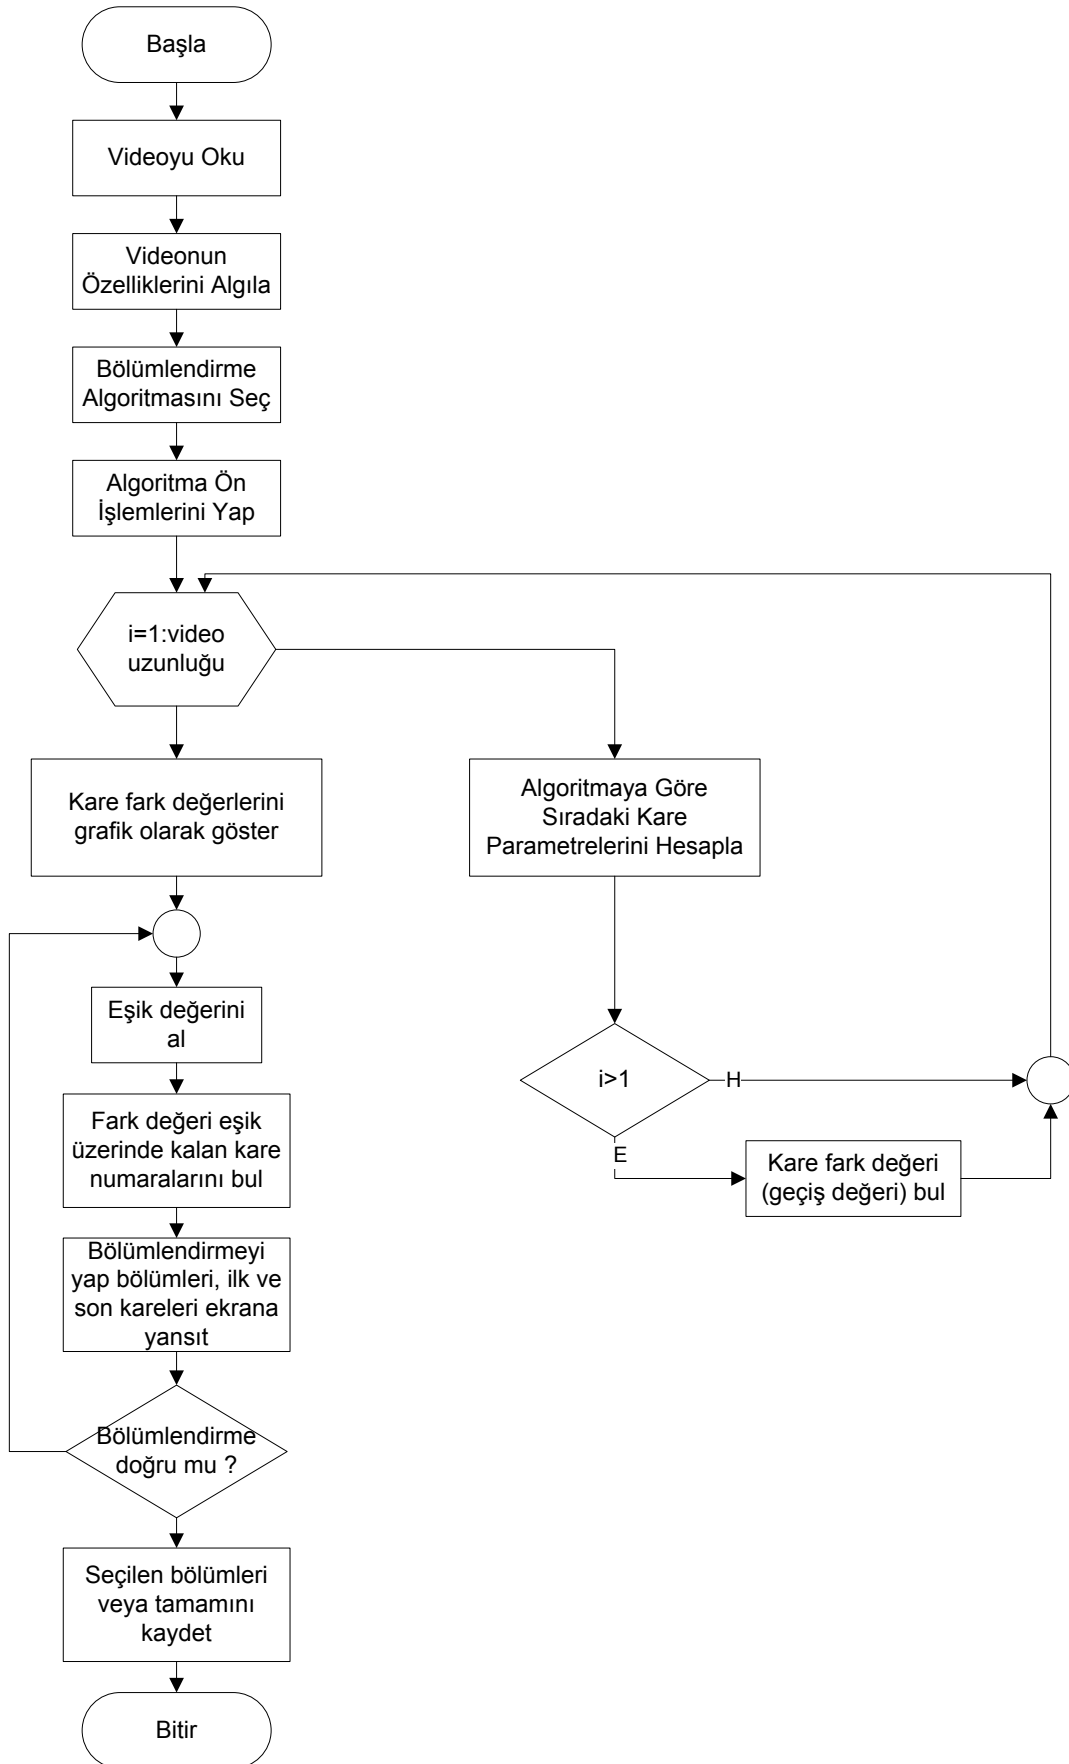 Başla
Videoyu Oku
Videonun
Özelliklerini Algıla
Bölümlendirme
Algoritmasını Seç
Algoritma Ön
İşlemlerini Yap
i=1:video
uzunluğu
Kare fark değerlerini
grafik olarak göster
Algoritmaya Göre
Sıradaki Kare
Parametrelerini Hesapla
Eşik değerini
al
i>1
H
E
Kare fark değeri
(geçiş değeri) bul
Fark değeri eşik
üzerinde kalan kare
numaralarını bul
Bölümlendirmeyi
yap bölümleri, ilk ve
son kareleri ekrana
yansıt
Bölümlendirme
doğru mu ?
Seçilen bölümleri
veya tamamını
kaydet
Bitir